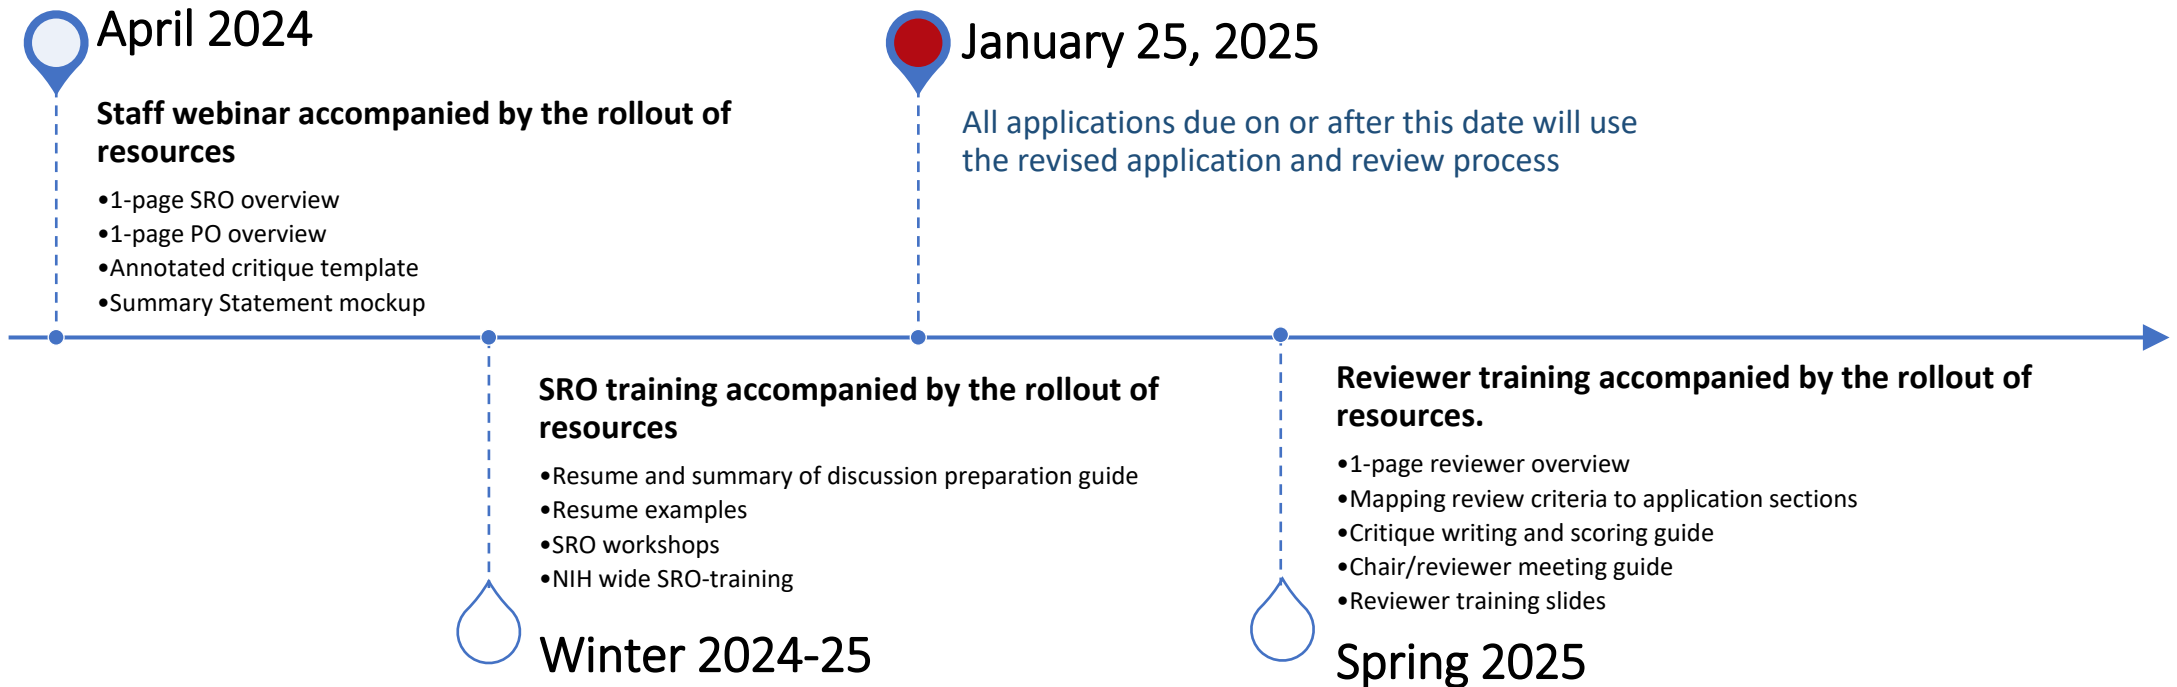 April 2024
Staff webinar accompanied by the rollout of
resources
•1-page SRO overview
•1-page PO overview
•Annotated critique template
•Summary Statement mockup
SRO training accompanied by the rollout of
resources
•Resume and summary of discussion preparation guide
•Resume examples
•SRO workshops
•NIH wide SRO-training
Winter 2024-25
January 25, 2025
All applications due on or after this date will use
the revised application and review process
Reviewer training accompanied by the rollout of
resources.
•1-page reviewer overview
•Mapping review criteria to application sections
•Critique writing and scoring guide
•Chair/reviewer meeting guide
•Reviewer training slides
Spring 2025